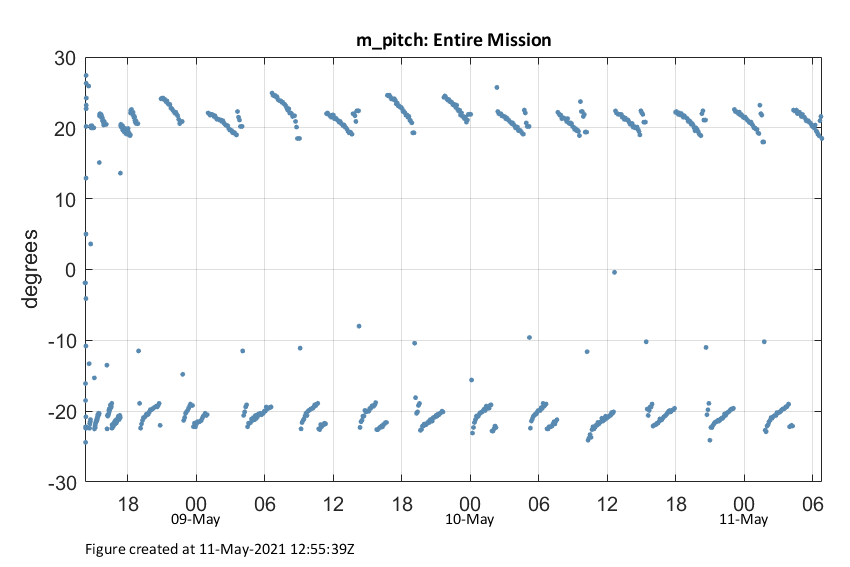 m_pitch: Entire Mission
30
20
10
0
-10
-20
-30
degrees
18 00 06 12 18 00 06 12 18 00 06
09-May 10-May 11-May
Figure created at 11-May-2021 12:55:39Z